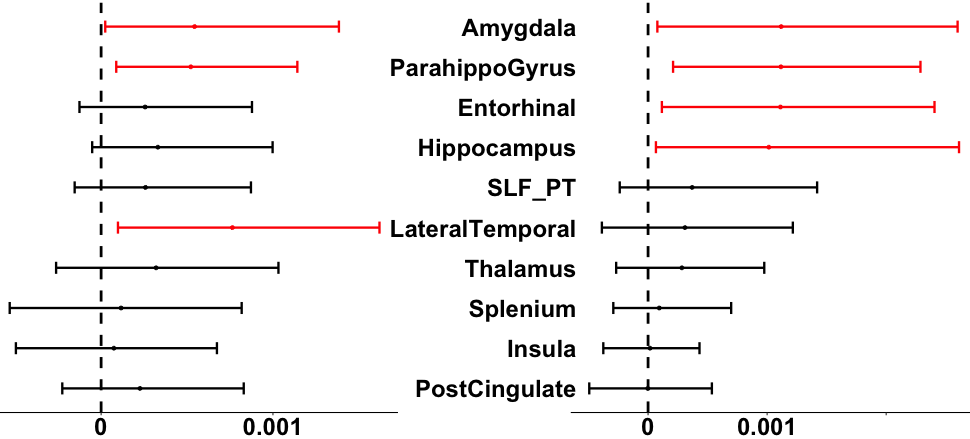 Amygdala
ParahippoGyrus
Entorhinal
Hippocampus
SLF_PT
LateralTemporal
Thalamus
Splenium
Insula
PostCingulate
0 0.001 0 0.001